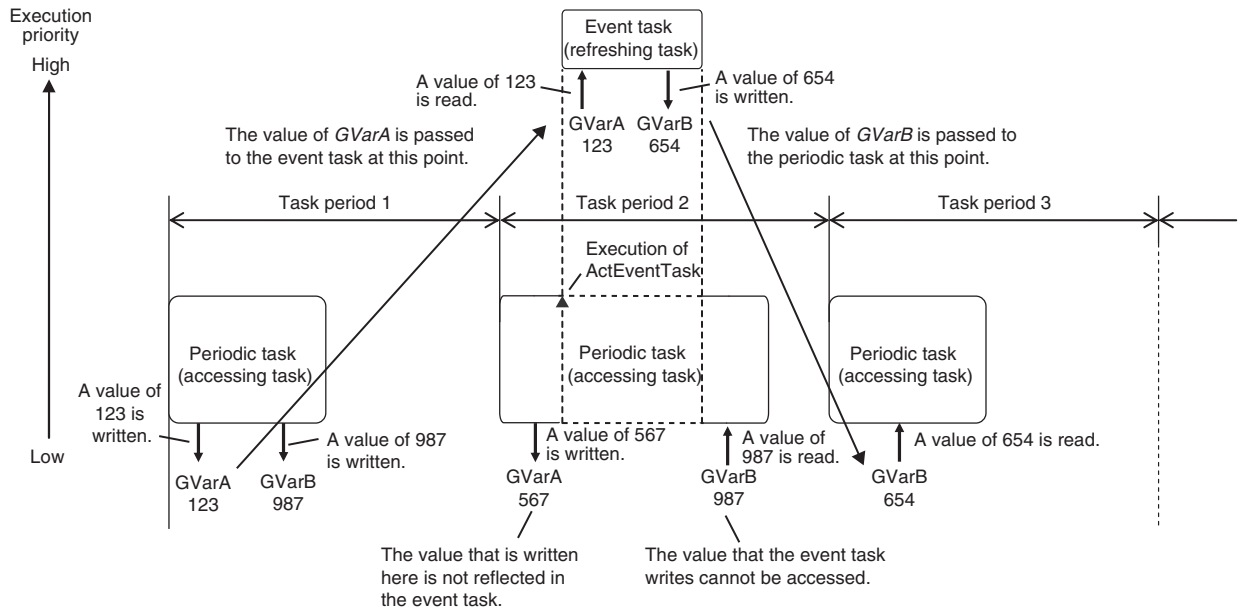 Execution
priority
High
Low
Event task
(refreshing task)
A value of 123
is read.
A value of 654
is written.
GVarA
123
GVarB
654
The value of GVarA is passed
to the event task at this point.
The value of GVarB is passed to
the periodic task at this point.
Task period 1
Task period 2
Task period 3
Execution of
ActEventTask
Periodic task
(accessing task)
Periodic task
(accessing task)
Periodic task
(accessing task)
A value of
123 is
written.
A value of 987
is written.
A value of 567
is written.
A value of
987 is read.
A value of 654 is read.
GVarA
123
GVarB
987
GVarA
567
GVarB
987
GVarB
654
The value that is written
here is not reflected in
the event task.
The value that the event task
writes cannot be accessed.